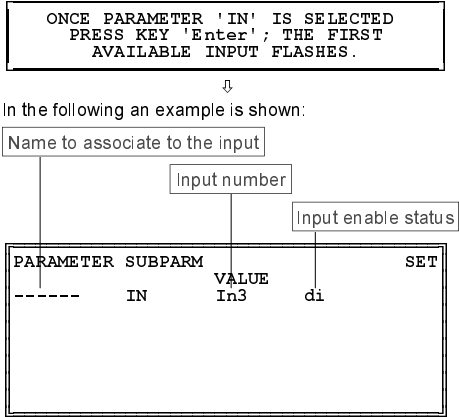 ONCE PARAMETER 'IN' IS SELECTED
PRESS KEY 'Enter'; THE FIRST
AVAILABLE INPUT FLASHES.
In the following an example is shown:
Name to associate to the input
Input number
Input enable status
PARAMETER SUBPARM SET
VALUE
------ IN In3 di